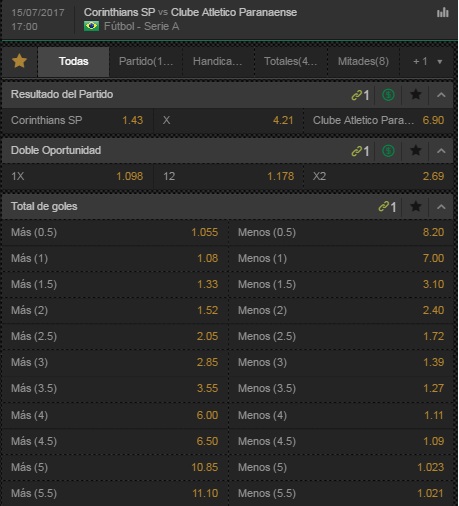 15/07/2017 Corinthians SP vs Clube Atletico Paranaense
17:00 Fútbol - Serie A
Todas Partido(1... Handica... Totales(4... Mitades(8) + 1
Resultado del Partido 1
Corinthians SP 1.43 X 4.21 Clube Atletico Para... 6.90
Doble Oportunidad 1
1X 1.098 12 1.178 X2 2.69
Total de goles 1
Más (0.5) 1.055 Menos (0.5) 8.20
Más (1) 1.08 Menos (1) 7.00
Más (1.5) 1.33 Menos (1.5) 3.10
Más (2) 1.52 Menos (2) 2.40
Más (2.5) 2.05 Menos (2.5) 1.72
Más (3) 2.85 Menos (3) 1.39
Más (3.5) 3.55 Menos (3.5) 1.27
Más (4) 6.00 Menos (4) 1.11
Más (4.5) 6.50 Menos (4.5) 1.09
Más (5) 10.85 Menos (5) 1.023
Más (5.5) 11.10 Menos (5.5) 1.021